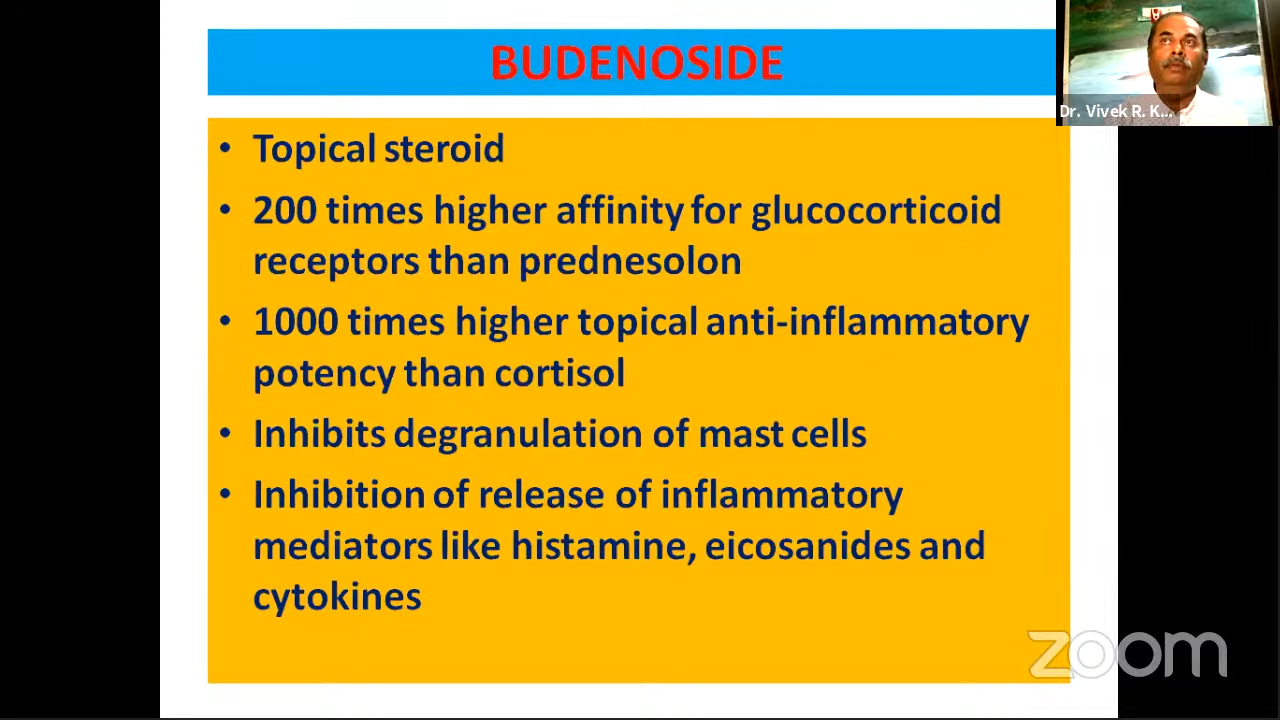 BUDENOSIDE
Dr. Vivek R. K...
• Topical steroid
• 200 times higher affinity for glucocorticoid
receptors than prednesolon
• 1000 times higher topical anti-inflammatory
potency than cortisol
• Inhibits degranulation of mast cells
• Inhibition of release of inflammatory
mediators like histamine, eicosanides and
cytokines
zoom